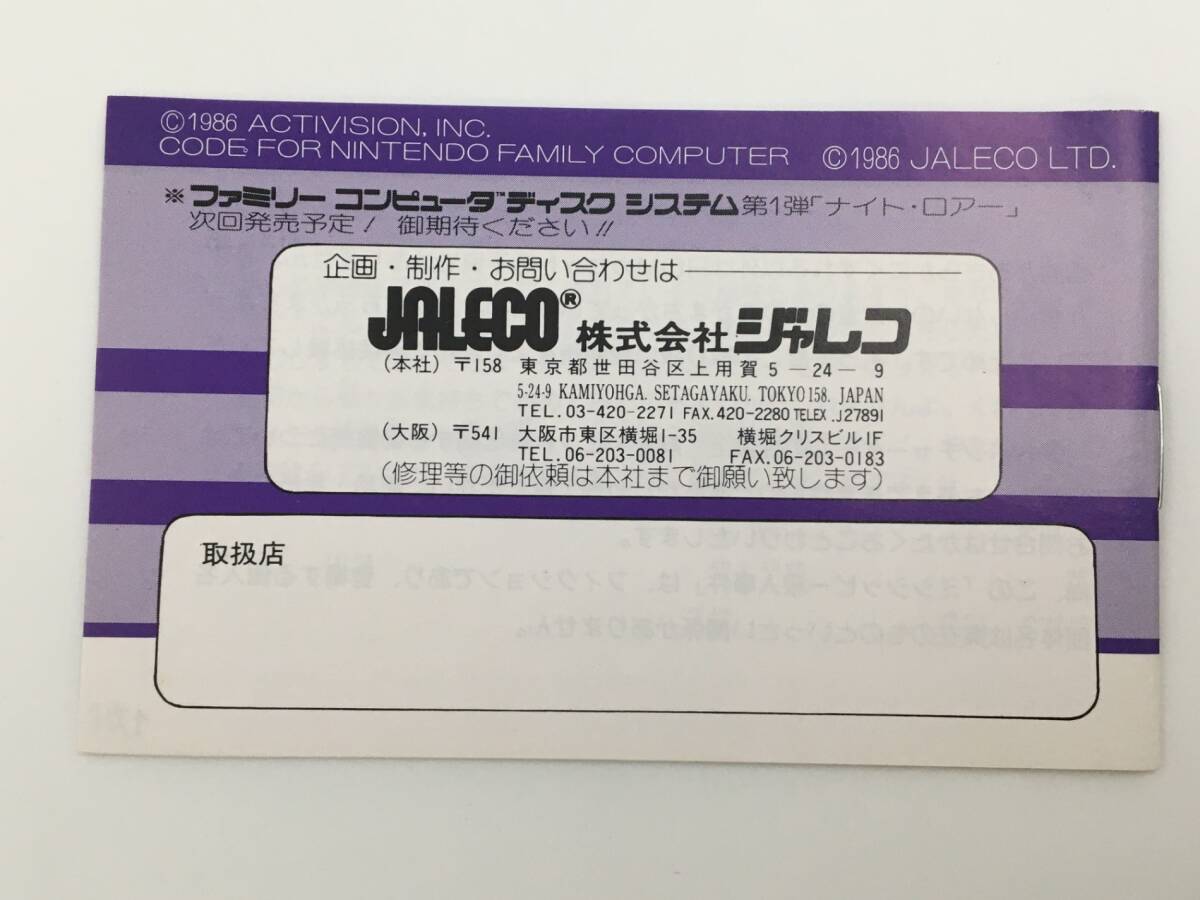 ©1986 ACTIVISION, INC.
CODE FOR NINTENDO FAMILY COMPUTER ©1986 JALECO LTD.
※ファミリー コンピュータ™ディスク システム第1弾「ナイト・ロアー」
次回発売予定! 御期待ください!!
企画・制作・お問い合わせは
JALECO® 株式会社ジャレコ
(本社) 〒158 東京都世田谷区上用賀 5-24-9
5-24-9 KAMIYOHGA. SETAGAYAKU. TOKYO 158. JAPAN
TEL. 03-420-2271 FAX. 420-2280 TELEX .J27891
(大阪) 〒541 大阪市東区横堀1-35 横堀クリスビル1F
TEL. 06-203-0081 FAX. 06-203-0183
(修理等の御依頼は本社まで御願い致します)
取扱店